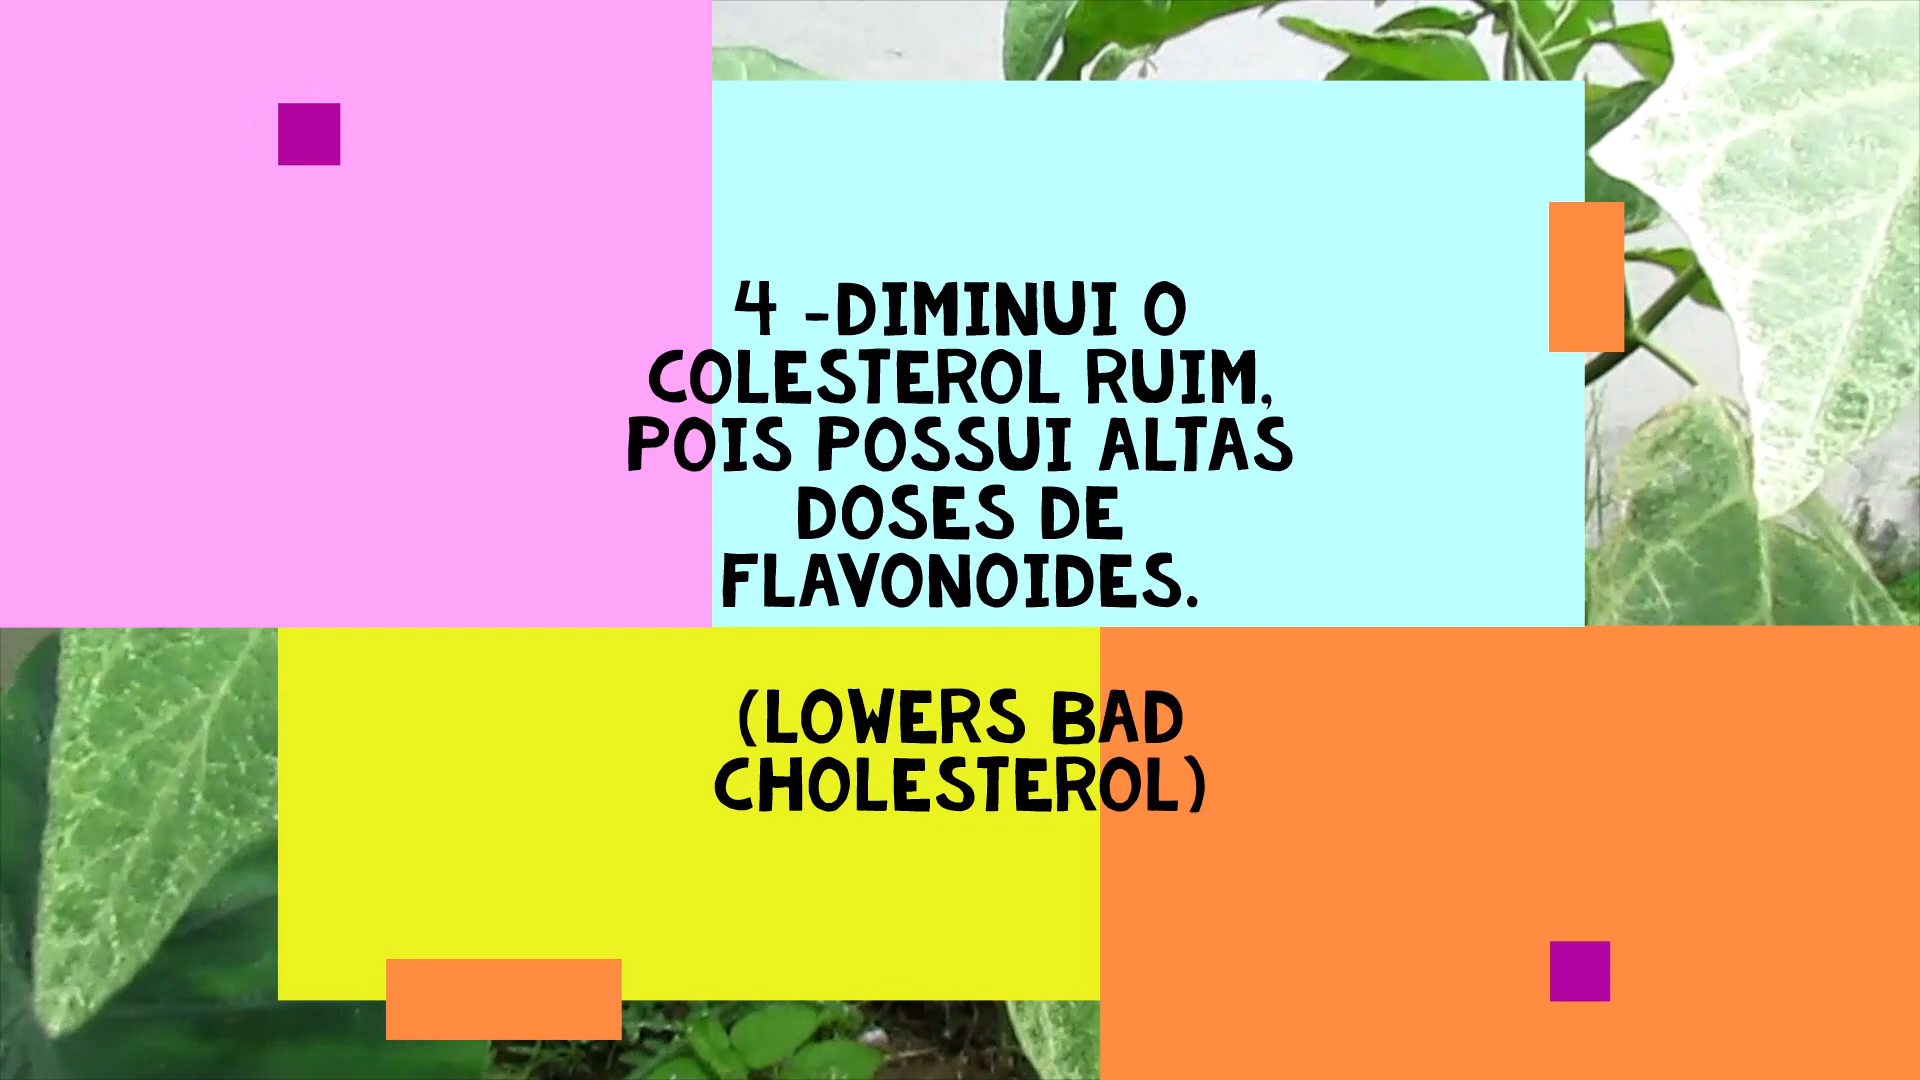 4 -DIMINUI O
COLESTEROL RUIM,
POIS POSSUI ALTAS
DOSES DE
FLAVONOIDES.
(LOWERS BAD
CHOLESTEROL)